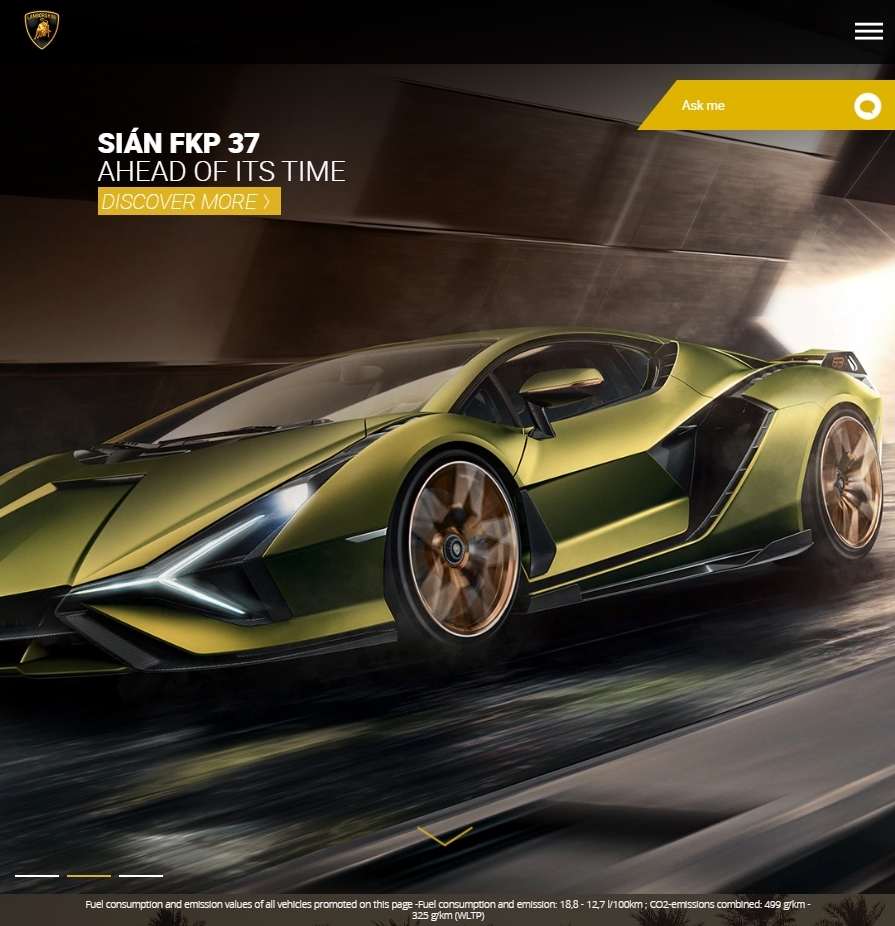 LAMBORGHINI
Ask me
SIÁN FKP 37
AHEAD OF ITS TIME
DISCOVER MORE 〉
Fuel consumption and emission values of all vehicles promoted on this page -Fuel consumption and emission: 18,8 - 12,7 l/100km ; CO2-emissions combined: 499 g/km -
325 g/km (WLTP)